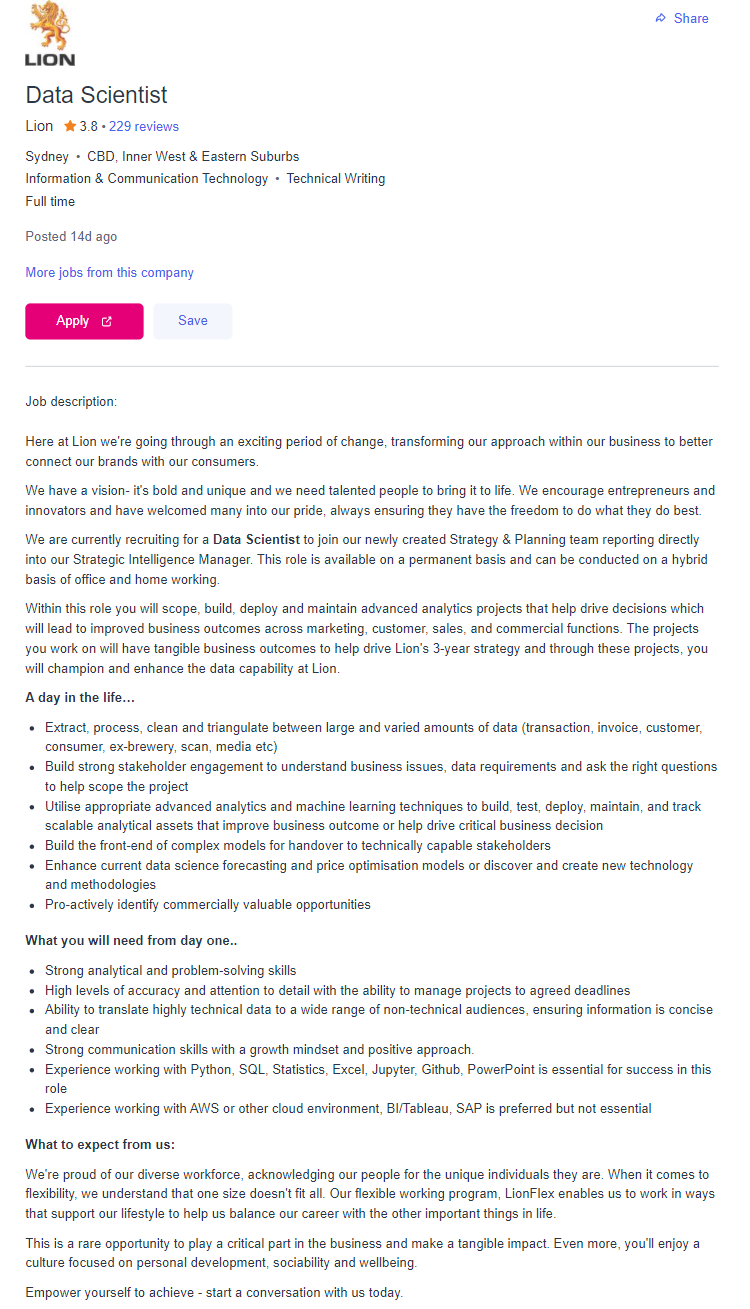 LION
Share
Data Scientist
Lion 3.8 • 229 reviews
Sydney • CBD, Inner West & Eastern Suburbs
Information & Communication Technology • Technical Writing
Full time
Posted 14d ago
More jobs from this company
Apply
Save
Job description:
Here at Lion we're going through an exciting period of change, transforming our approach within our business to better
connect our brands with our consumers.
We have a vision- it's bold and unique and we need talented people to bring it to life. We encourage entrepreneurs and
innovators and have welcomed many into our pride, always ensuring they have the freedom to do what they do best.
We are currently recruiting for a Data Scientist to join our newly created Strategy & Planning team reporting directly
into our Strategic Intelligence Manager. This role is available on a permanent basis and can be conducted on a hybrid
basis of office and home working.
Within this role you will scope, build, deploy and maintain advanced analytics projects that help drive decisions which
will lead to improved business outcomes across marketing, customer, sales, and commercial functions. The projects
you work on will have tangible business outcomes to help drive Lion's 3-year strategy and through these projects, you
will champion and enhance the data capability at Lion.
A day in the life…
• Extract, process, clean and triangulate between large and varied amounts of data (transaction, invoice, customer,
consumer, ex-brewery, scan, media etc)
• Build strong stakeholder engagement to understand business issues, data requirements and ask the right questions
to help scope the project
• Utilise appropriate advanced analytics and machine learning techniques to build, test, deploy, maintain, and track
scalable analytical assets that improve business outcome or help drive critical business decision
• Build the front-end of complex models for handover to technically capable stakeholders
• Enhance current data science forecasting and price optimisation models or discover and create new technology
and methodologies
• Pro-actively identify commercially valuable opportunities
What you will need from day one..
• Strong analytical and problem-solving skills
• High levels of accuracy and attention to detail with the ability to manage projects to agreed deadlines
• Ability to translate highly technical data to a wide range of non-technical audiences, ensuring information is concise
and clear
• Strong communication skills with a growth mindset and positive approach.
• Experience working with Python, SQL, Statistics, Excel, Jupyter, Github, PowerPoint is essential for success in this
role
• Experience working with AWS or other cloud environment, BI/Tableau, SAP is preferred but not essential
What to expect from us:
We're proud of our diverse workforce, acknowledging our people for the unique individuals they are. When it comes to
flexibility, we understand that one size doesn't fit all. Our flexible working program, LionFlex enables us to work in ways
that support our lifestyle to help us balance our career with the other important things in life.
This is a rare opportunity to play a critical part in the business and make a tangible impact. Even more, you'll enjoy a
culture focused on personal development, sociability and wellbeing.
Empower yourself to achieve - start a conversation with us today.